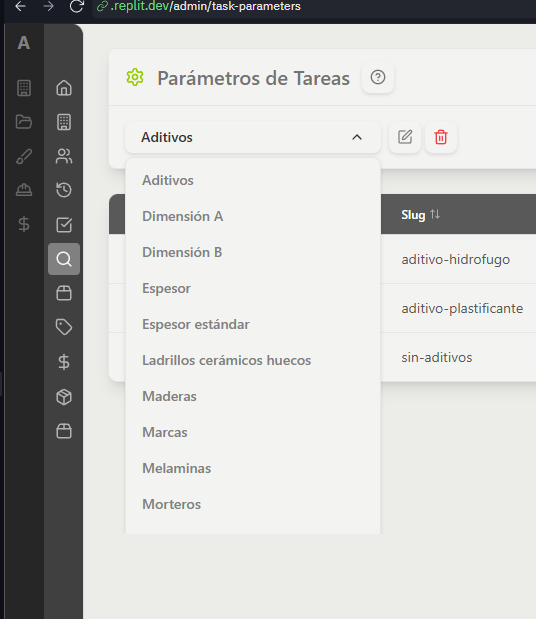 .replit.dev/admin/task-parameters
A
Parámetros de Tareas
Aditivos
Aditivos
Dimensión A
Dimensión B
Espesor
Espesor estándar
Ladrillos cerámicos huecos
Maderas
Marcas
Melaminas
Morteros
Slug
aditivo-hidrofugo
aditivo-plastificante
sin-aditivos